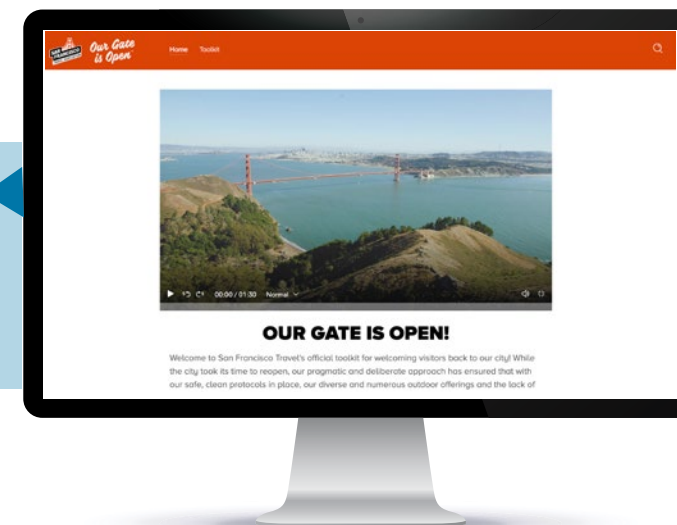 SAN
FRANCISCO
Our Gate
is Open
Home Toolkit
00:00 / 01:30 Normal
OUR GATE IS OPEN!
Welcome to San Francisco Travel's official toolkit for welcoming visitors back to our city! While
the city took its time to reopen, our pragmatic and deliberate approach has ensured that with
our safe, clean protocols in place, our diverse and numerous outdoor offerings and the lack of